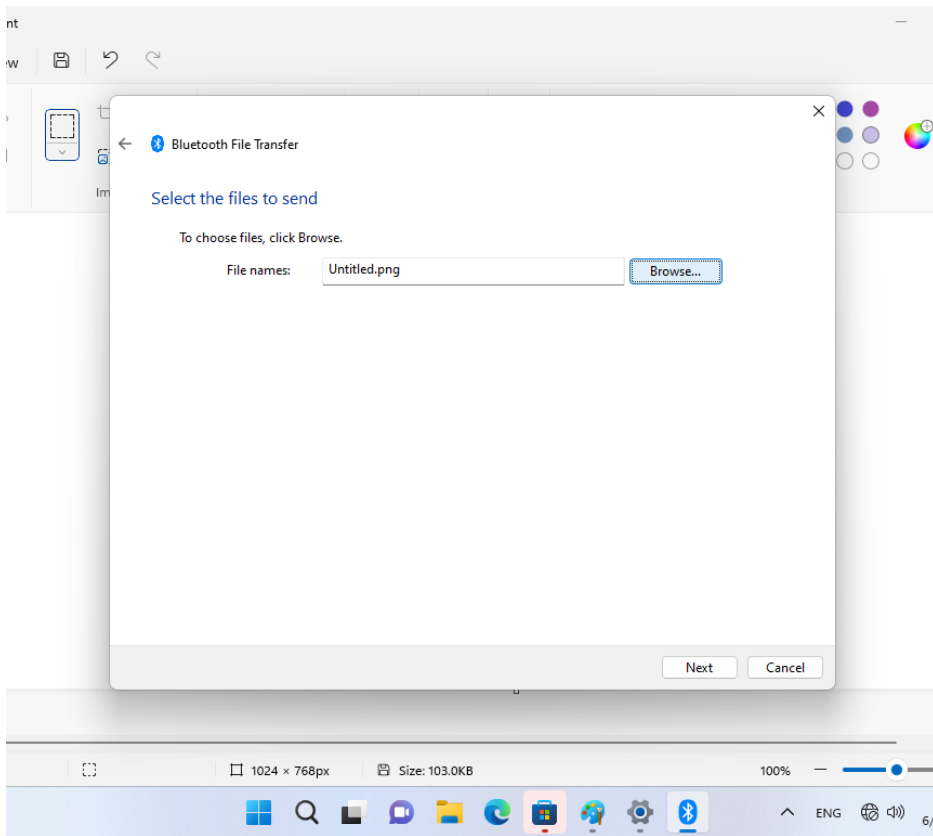 nt
ew
Im
Bluetooth File Transfer
Select the files to send
To choose files, click Browse.
File names: Untitled.png Browse...
Next Cancel
1024 × 768px Size: 103.0KB 100%
ENG 6/